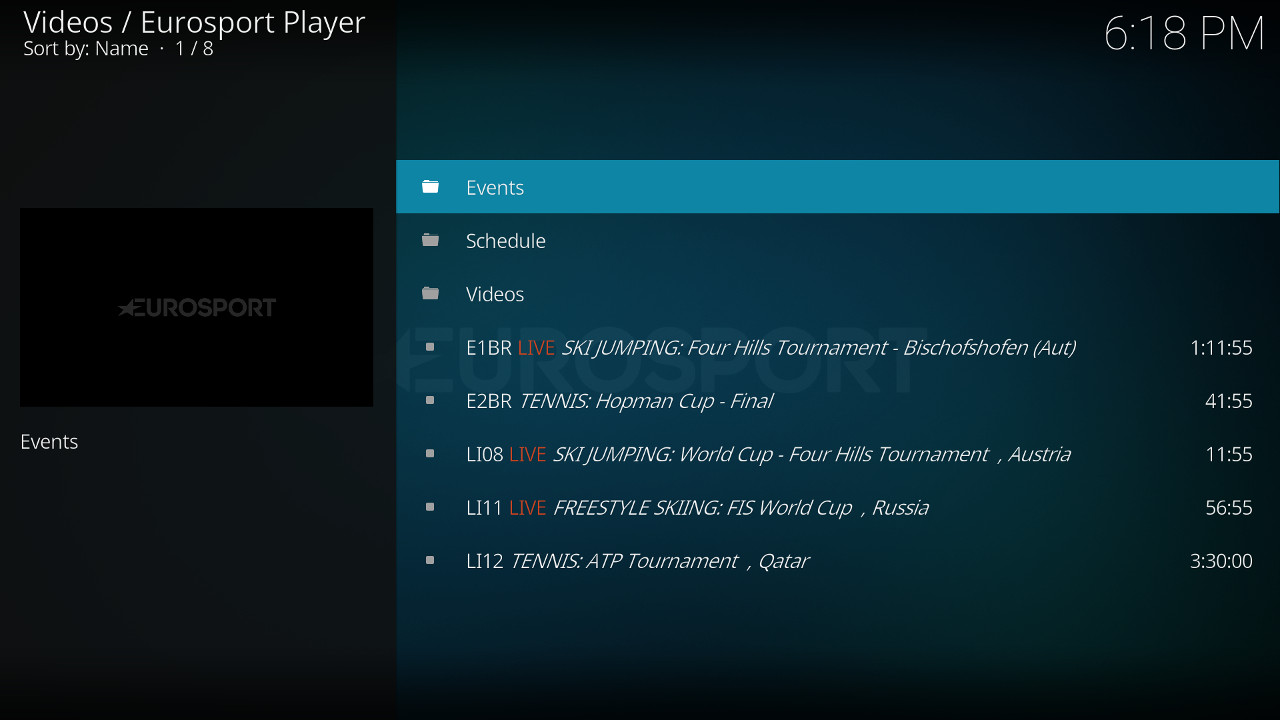 Videos / Eurosport Player
Sort by: Name · 1 / 8
6:18 PM
EUROSPORT
Events
Events
Schedule
Videos
EUROSPORT
E1BR LIVE SKI JUMPING: Four Hills Tournament - Bischofshofen (Aut) 1:11:55
E2BR TENNIS: Hopman Cup - Final 41:55
LI08 LIVE SKI JUMPING: World Cup - Four Hills Tournament , Austria 11:55
LI11 LIVE FREESTYLE SKIING: FIS World Cup , Russia 56:55
LI12 TENNIS: ATP Tournament , Qatar 3:30:00